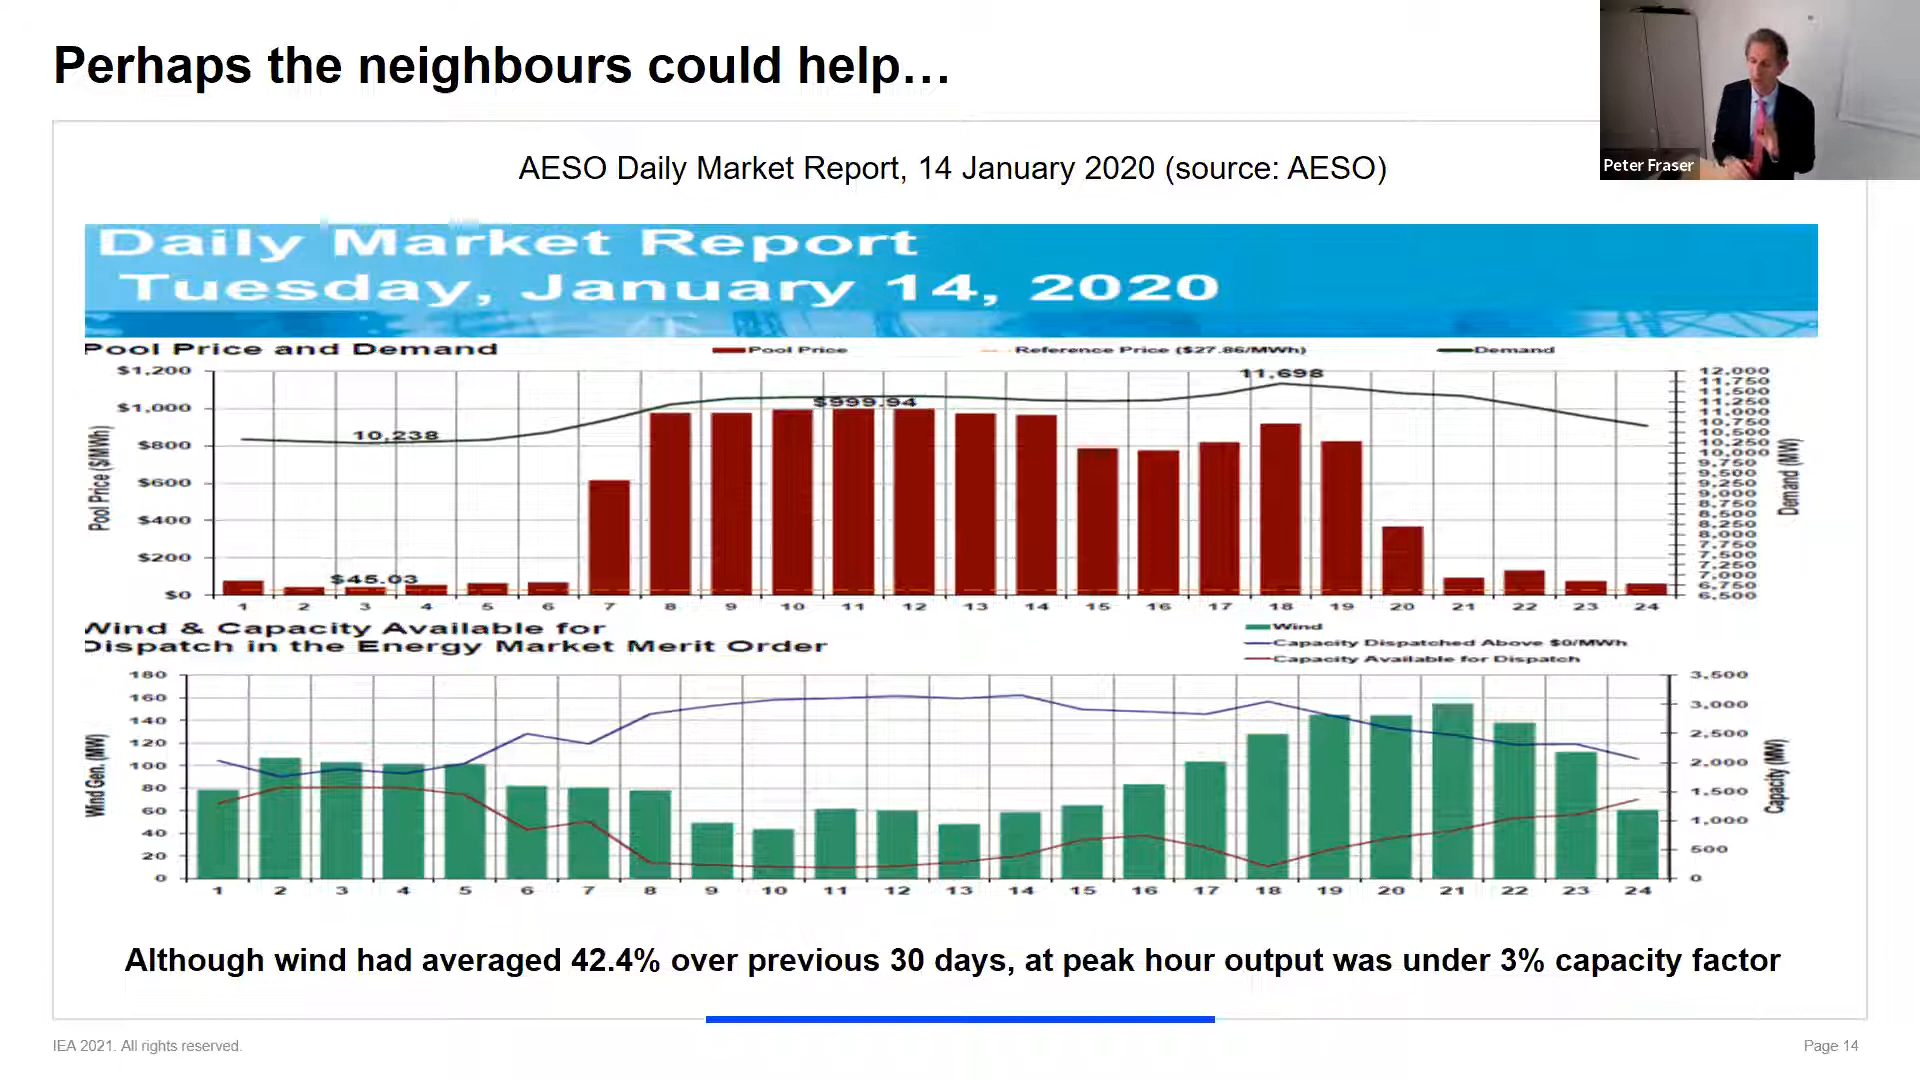 Perhaps the neighbours could help…
Peter Fraser
AESO Daily Market Report, 14 January 2020 (source: AESO)
Daily Market Report
Tuesday, January 14, 2020
Pool Price and Demand
Pool Price
Reference Price ($27.86/MWh)
Demand
$1,200
$1,000
$800
$600
$400
$200
$0
Pool Price ($/MWh)
10,238
$45.03
$999.94
11,698
12,000
11,750
11,500
11,250
11,000
10,750
10,500
10,250
10,000
9,750
9,500
9,250
9,000
8,750
8,500
8,250
8,000
7,750
7,500
7,250
7,000
6,750
6,500
Demand (MW)
1 2 3 4 5 6 7 8 9 10 11 12 13 14 15 16 17 18 19 20 21 22 23 24
Wind & Capacity Available for
Dispatch in the Energy Market Merit Order
Wind
Capacity Dispatched Above $0/MWh
Capacity Available for Dispatch
180
160
140
120
100
80
60
40
20
0
Wind Gen. (MW)
3,500
3,000
2,500
2,000
1,500
1,000
500
0
Capacity (MW)
1 2 3 4 5 6 7 8 9 10 11 12 13 14 15 16 17 18 19 20 21 22 23 24
Although wind had averaged 42.4% over previous 30 days, at peak hour output was under 3% capacity factor
IEA 2021. All rights reserved.
Page 14